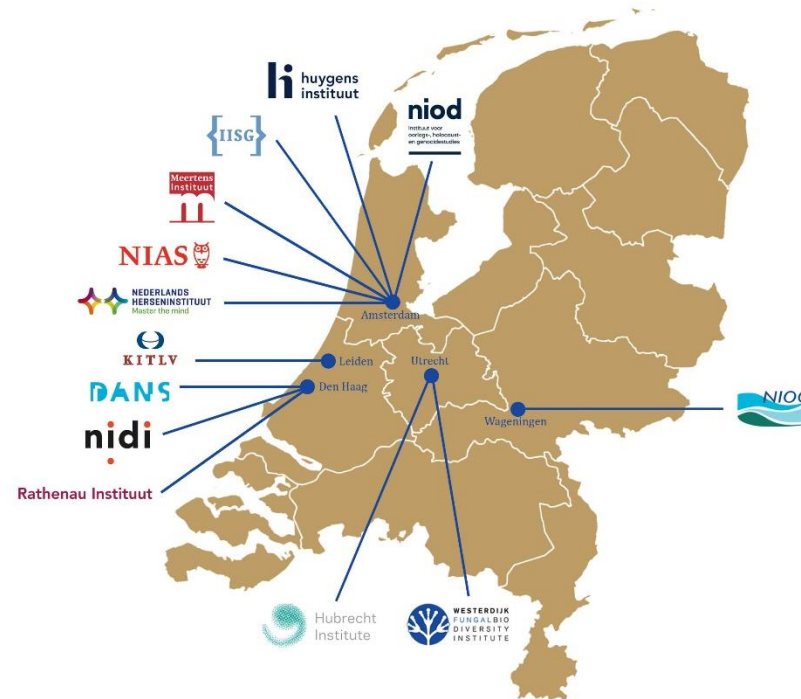 huygens
instituut
niod
instituut voor
oorlogs-, holocaust-
en genocidestudies
{IISG}
Meertens
Instituut
NIAS
NEDERLANDS
HERSENINSTITUUT
Master the mind
Amsterdam
KITLV
Leiden
Utrecht
DANS
Den Haag
NIOO
Wageningen
nidi
Rathenau Instituut
Hubrecht
Institute
WESTERDIJK
FUNGALBIO
DIVERSITY
INSTITUTE